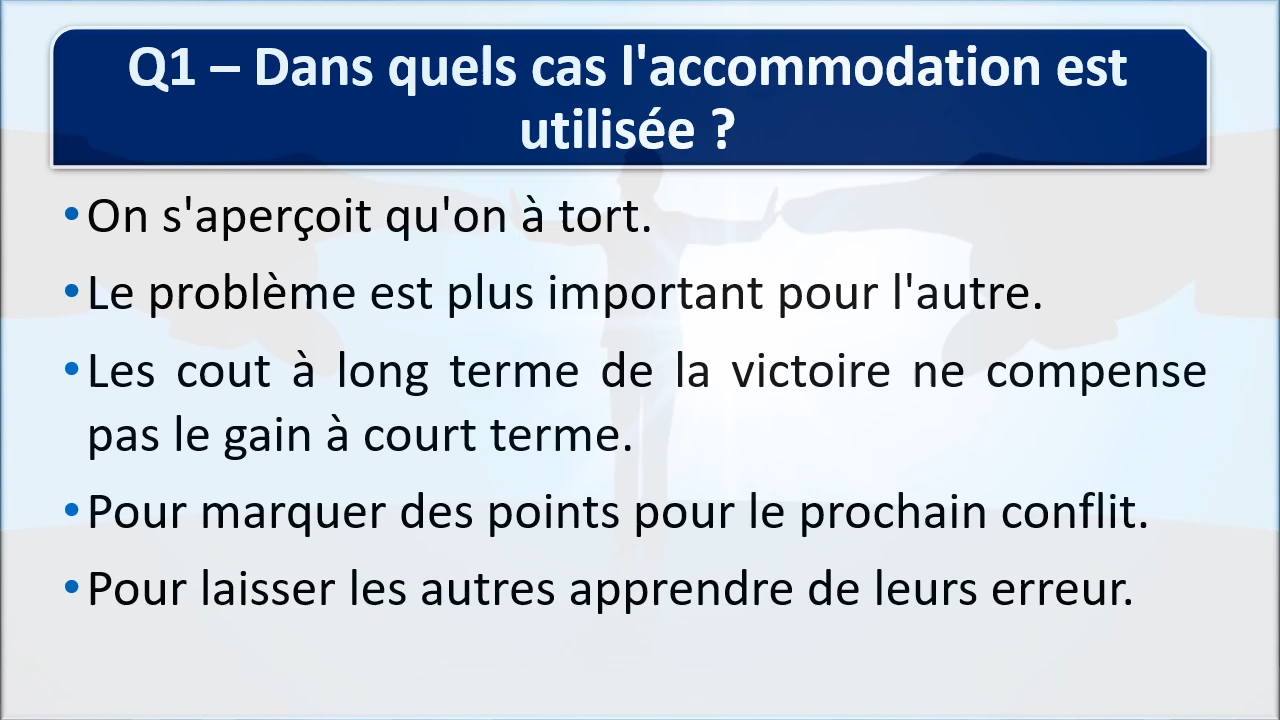 Q1 – Dans quels cas l'accommodation est
utilisée ?
•On s'aperçoit qu'on à tort.
•Le problème est plus important pour l'autre.
•Les cout à long terme de la victoire ne compense
pas le gain à court terme.
•Pour marquer des points pour le prochain conflit.
•Pour laisser les autres apprendre de leurs erreur.